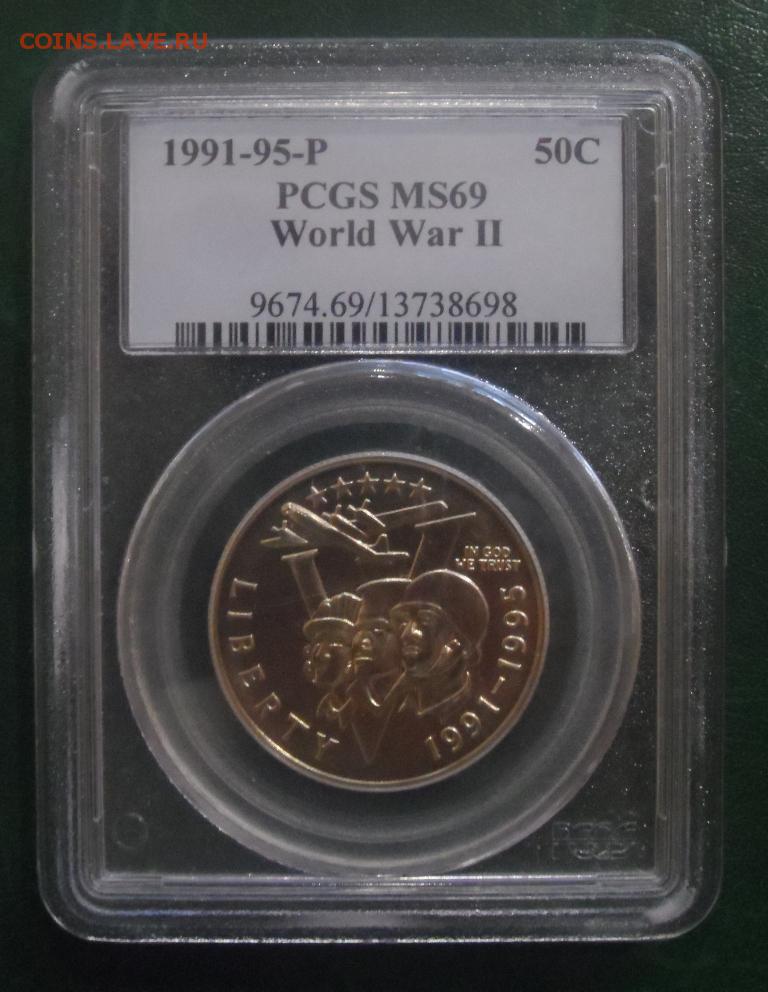 COINS.LAVE.RU
1991-95-P 50C
PCGS MS69
World War II
9674.69/13738698
IN GOD
WE TRUST
LIBERTY
1991-1995
PCGS